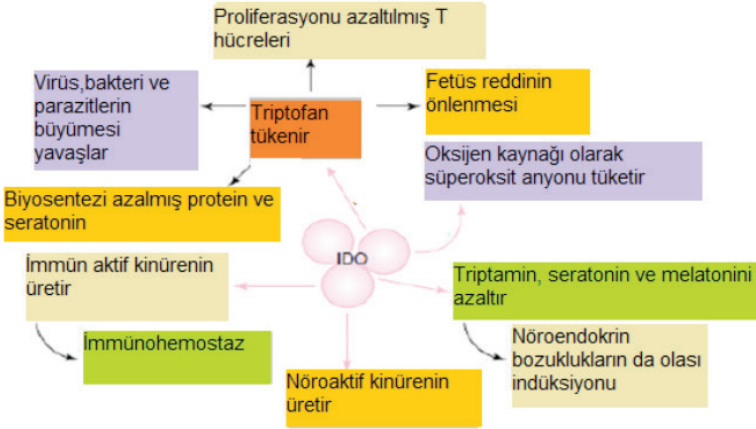 Proliferasyonu azaltılmış T
hücreleri
Virüs,bakteri ve
parazitlerin
büyümesi
yavaşlar
Triptofan
tükenir
Fetüs reddinin
önlenmesi
Oksijen kaynağı olarak
süperoksit anyonu tüketir
Biyosentezi azalmış protein ve
seratonin
IDO
İmmün aktif kinürenin
üretir
Triptamin, seratonin ve melatonini
azaltır
İmmünohemostaz
Nöroendokrin
bozuklukların da olası
indüksiyonu
Nöroaktif kinürenin
üretir